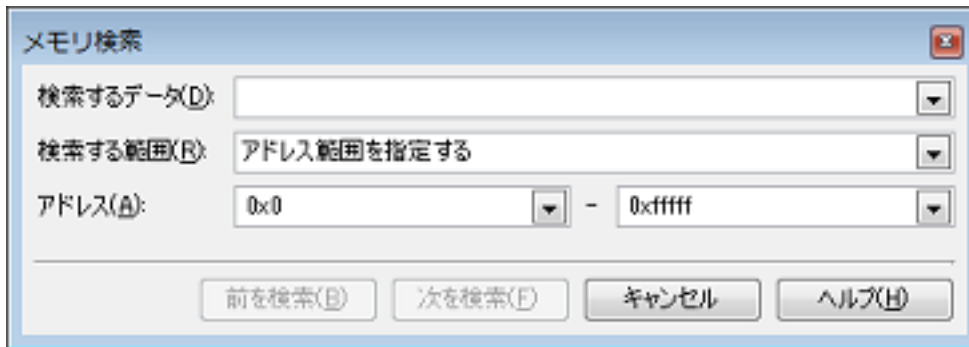 メモリ検索
検索するデータ(D):
検索する範囲(R): アドレス範囲を指定する
アドレス(A): 0x0 - 0xfffff
前を検索(B) 次を検索(F) キャンセル ヘルプ(H)